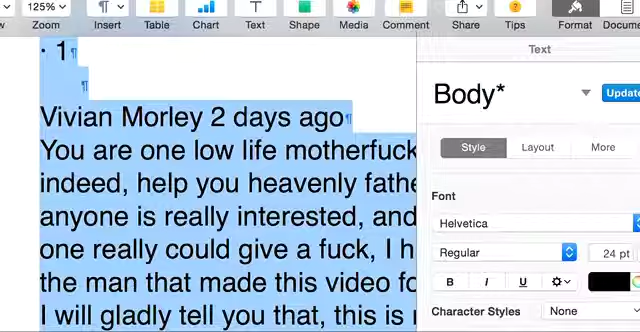 125%
Zoom Insert Table Chart Text Shape Media Comment Share Tips Format
Text
Body*
Style Layout More
Font
Helvetica
Regular 24 pt
B I U
Character Styles None
· 1¶
¶
Vivian Morley 2 days ago¶
You are one low life
indeed, help you heavenly
anyone is really interested, and
one really could give a fuck, I
the man that made this video
I will gladly tell you that, this is